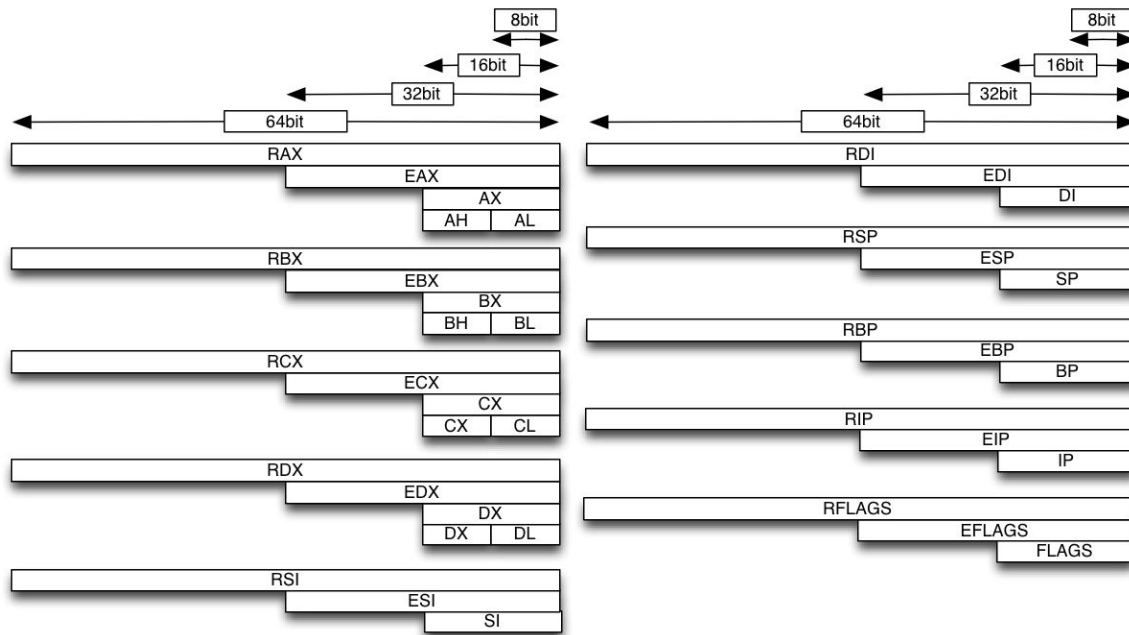 8bit
16bit
32bit
64bit
RAX
EAX
AX
AH AL
RBX
EBX
BX
BH BL
RCX
ECX
CX
CX CL
RDX
EDX
DX
DX DL
RSI
ESI
SI
8bit
16bit
32bit
64bit
RDI
EDI
DI
RSP
ESP
SP
RBP
EBP
BP
RIP
EIP
IP
RFLAGS
EFLAGS
FLAGS